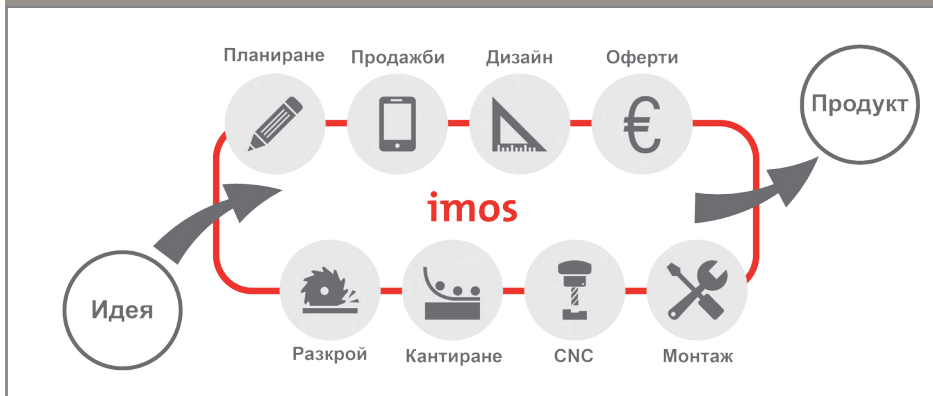 Планиране
Продажби
Дизайн
Оферти
Продукт
imos
Идея
Разкрой
Кантиране
CNC
Монтаж